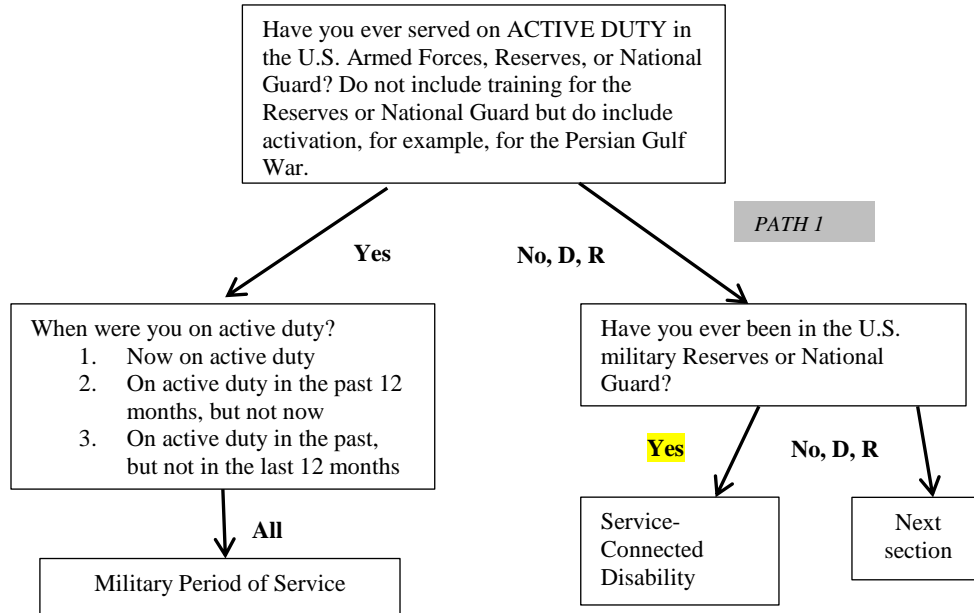 Have you ever served on ACTIVE DUTY in
the U.S. Armed Forces, Reserves, or National
Guard? Do not include training for the
Reserves or National Guard but do include
activation, for example, for the Persian Gulf
War.
PATH 1
Yes
No, D, R
When were you on active duty?
1. Now on active duty
2. On active duty in the past 12
months, but not now
3. On active duty in the past,
but not in the last 12 months
Have you ever been in the U.S.
military Reserves or National
Guard?
Yes
No, D, R
All
Service-
Connected
Disability
Next
section
Military Period of Service